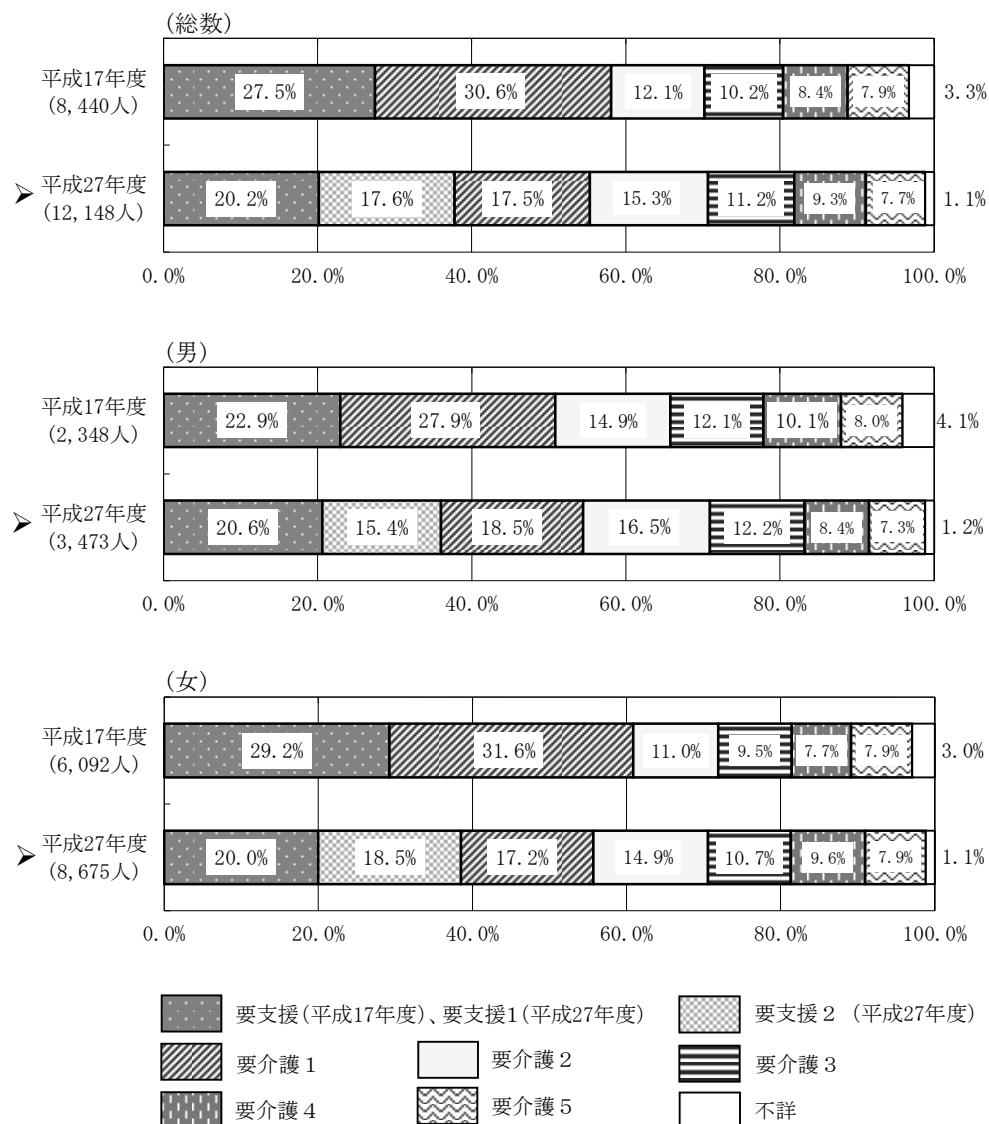 (総数)
平成17年度
(8,440人)
27.5% 30.6% 12.1% 10.2% 8.4% 7.9% 3.3%
➢ 平成27年度
(12,148人)
20.2% 17.6% 17.5% 15.3% 11.2% 9.3% 7.7% 1.1%
0.0% 20.0% 40.0% 60.0% 80.0% 100.0%
(男)
平成17年度
(2,348人)
22.9% 27.9% 14.9% 12.1% 10.1% 8.0% 4.1%
➢ 平成27年度
(3,473人)
20.6% 15.4% 18.5% 16.5% 12.2% 8.4% 7.3% 1.2%
0.0% 20.0% 40.0% 60.0% 80.0% 100.0%
(女)
平成17年度
(6,092人)
29.2% 31.6% 11.0% 9.5% 7.7% 7.9% 3.0%
➢ 平成27年度
(8,675人)
20.0% 18.5% 17.2% 14.9% 10.7% 9.6% 7.9% 1.1%
0.0% 20.0% 40.0% 60.0% 80.0% 100.0%
要支援(平成17年度)、要支援1(平成27年度) 要支援2 (平成27年度)
要介護1 要介護2 要介護3
要介護4 要介護5 不詳